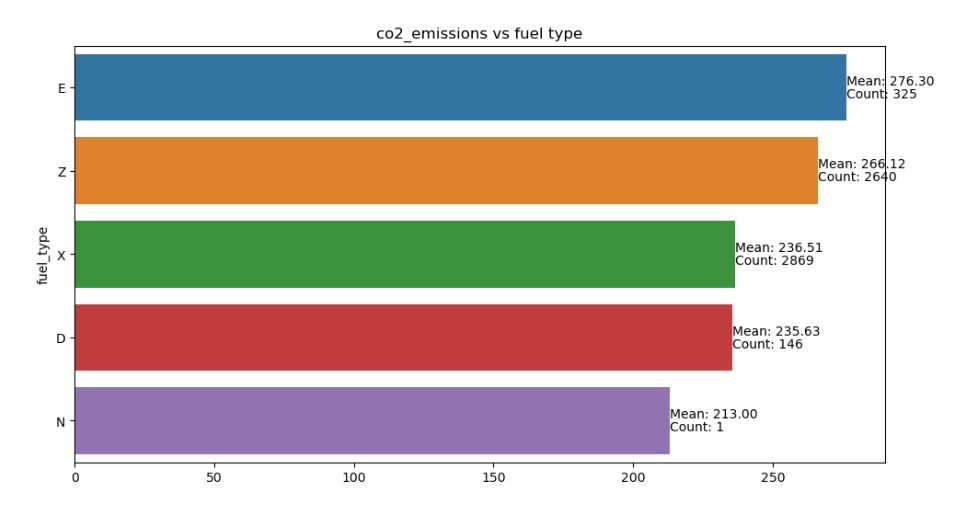 co2_emissions vs fuel type
fuel_type
E
Mean: 276.30
Count: 325
Z
Mean: 266.12
Count: 2640
X
Mean: 236.51
Count: 2869
D
Mean: 235.63
Count: 146
N
Mean: 213.00
Count: 1
0 50 100 150 200 250